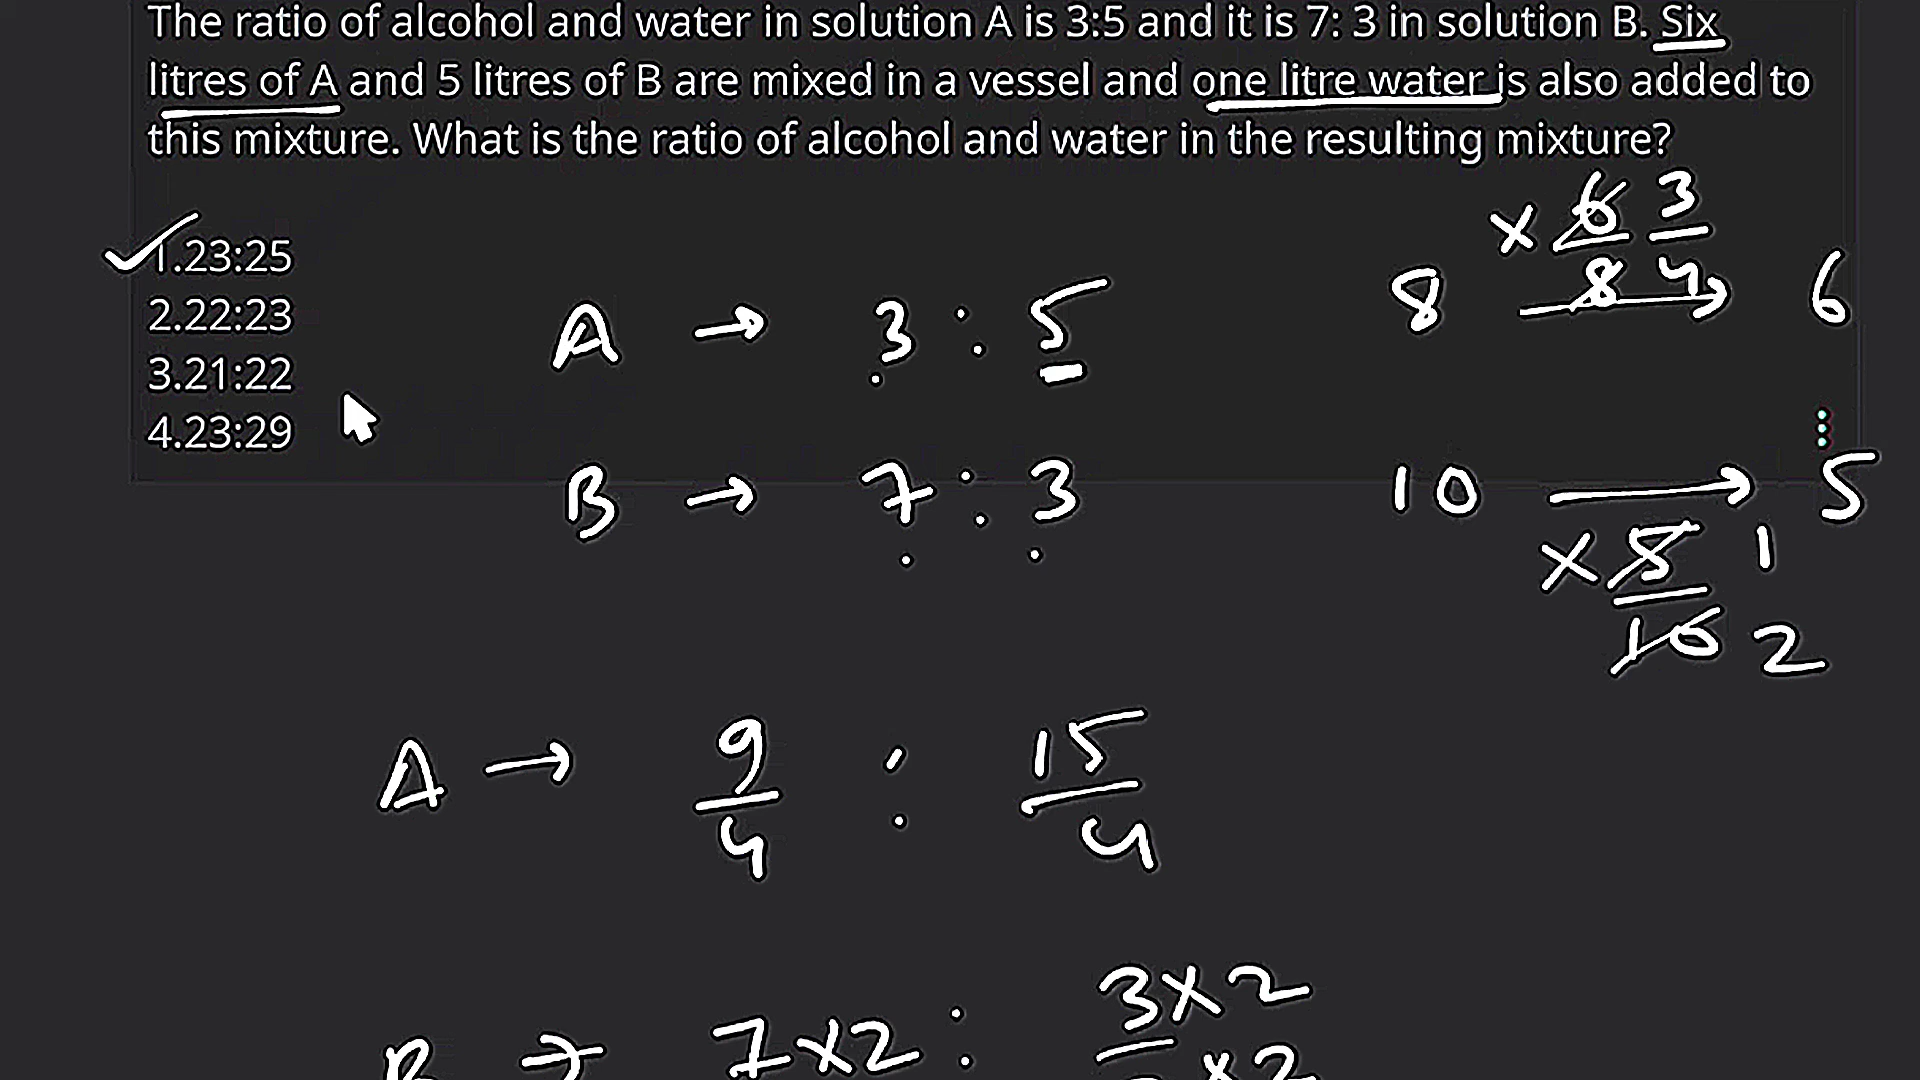 The ratio of alcohol and water in solution A is 3:5 and it is 7: 3 in solution B. Six
litres of A and 5 litres of B are mixed in a vessel and one litre water is also added to
this mixture. What is the ratio of alcohol and water in the resulting mixture?
1.23:25
2.22:23
3.21:22
4.23:29
A → 3 : 5
8 → 6
× 6/8 3/4
B → 7 : 3
10 → 5
× 5/10 1/2
A → 9/4 : 15/4
B → 7×2 : 3×2
×2